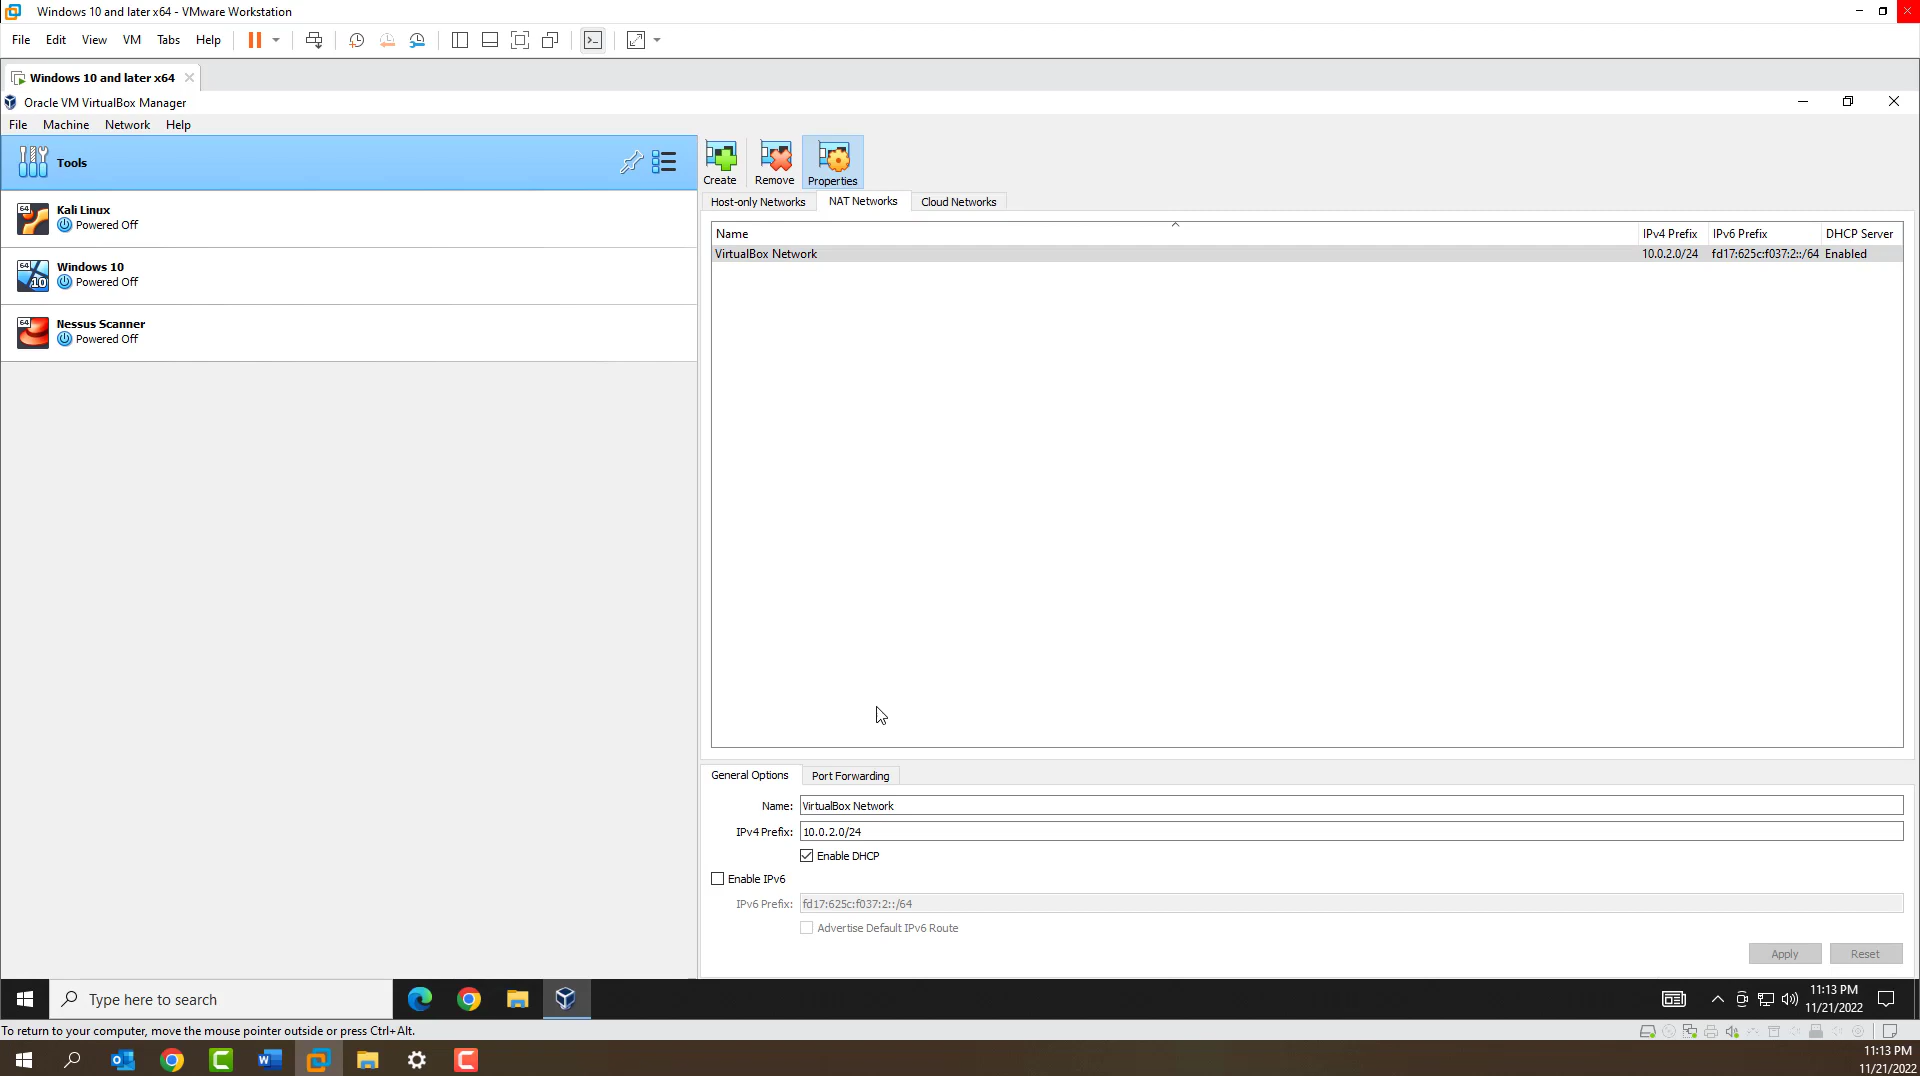 Windows 10 and later x64 - VMware Workstation
File Edit View VM Tabs Help
Windows 10 and later x64
Oracle VM VirtualBox Manager
File Machine Network Help
Tools
Create Remove Properties
Host-only Networks NAT Networks Cloud Networks
64 Kali Linux
Powered Off
64 10 Windows 10
Powered Off
64 Nessus Scanner
Powered Off
Name IPv4 Prefix IPv6 Prefix DHCP Server
VirtualBox Network 10.0.2.0/24 fd17:625c:f037:2::/64 Enabled
General Options Port Forwarding
Name: VirtualBox Network
IPv4 Prefix: 10.0.2.0/24
Enable DHCP
Enable IPv6
IPv6 Prefix: fd17:625c:f037:2::/64
Advertise Default IPv6 Route
Apply Reset
Type here to search
11:13 PM
11/21/2022
To return to your computer, move the mouse pointer outside or press Ctrl+Alt.
11:13 PM
11/21/2022